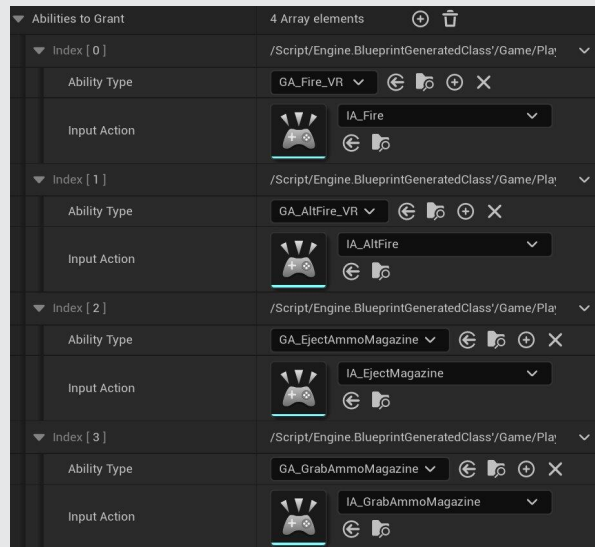 Abilities to Grant 4 Array elements
Index [ 0 ] /Script/Engine.BlueprintGeneratedClass'/Game/Play
Ability Type GA_Fire_VR
IA_Fire
Input Action
Index [ 1 ] /Script/Engine.BlueprintGeneratedClass'/Game/Play
Ability Type GA_AltFire_VR
IA_AltFire
Input Action
Index [ 2 ] /Script/Engine.BlueprintGeneratedClass'/Game/Play
Ability Type GA_EjectAmmoMagazine
IA_EjectMagazine
Input Action
Index [ 3 ] /Script/Engine.BlueprintGeneratedClass'/Game/Play
Ability Type GA_GrabAmmoMagazine
IA_GrabAmmoMagazine
Input Action